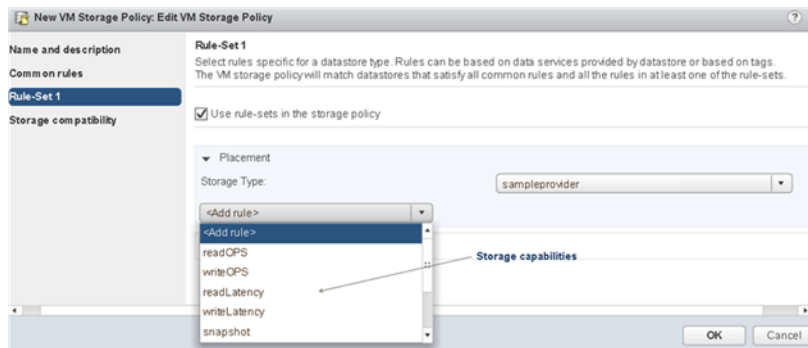 New VM Storage Policy: Edit VM Storage Policy
?
Name and description
Common rules
Rule-Set 1
Storage compatibility
Rule-Set 1
Select rules specific for a datastore type. Rules can be based on data services provided by datastore or based on tags.
The VM storage policy will match datastores that satisfy all common rules and all the rules in at least one of the rule-sets.
Use rule-sets in the storage policy
Placement
Storage Type:
sampleprovider
<Add rule>
<Add rule>
readOPS
writeOPS
readLatency
writeLatency
snapshot
Storage capabilities
OK
Cancel